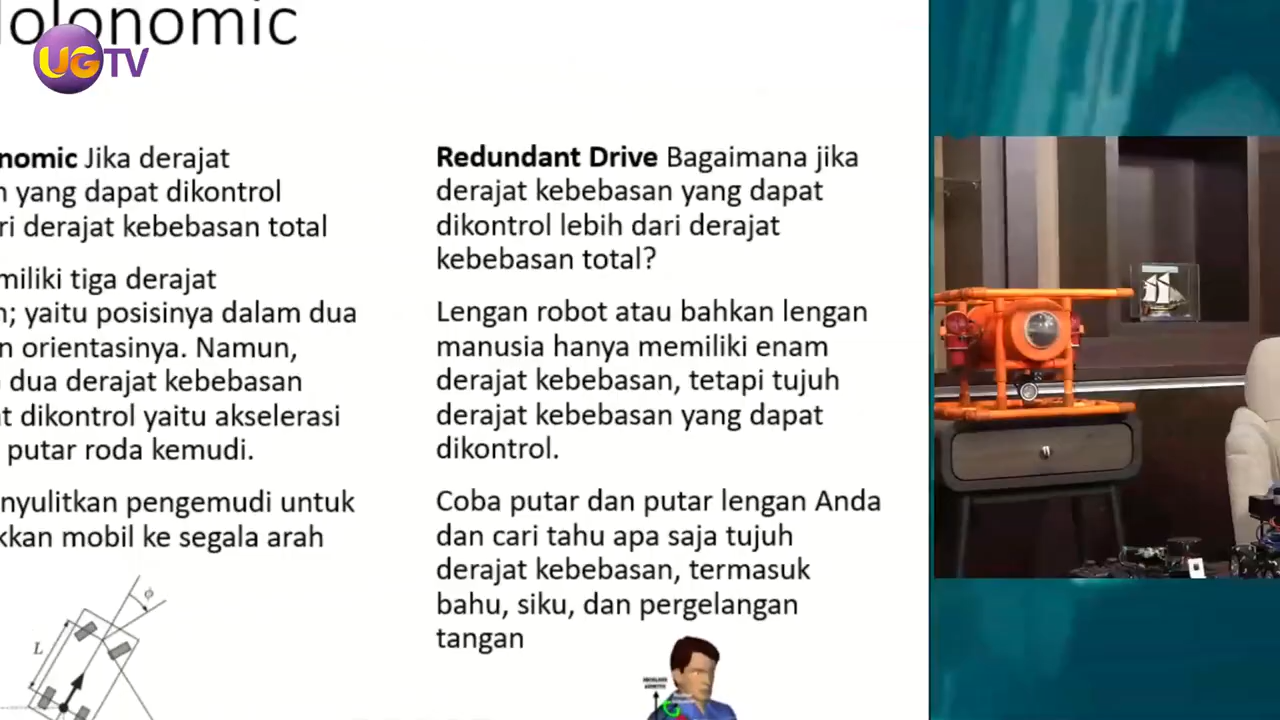 olonomic
UGTV
nomic Jika derajat
n yang dapat dikontrol
ri derajat kebebasan total
miliki tiga derajat
n; yaitu posisinya dalam dua
n orientasinya. Namun,
dua derajat kebebasan
t dikontrol yaitu akselerasi
putar roda kemudi.
nyulitkan pengemudi untuk
kkan mobil ke segala arah
L
ϕ
Redundant Drive Bagaimana jika
derajat kebebasan yang dapat
dikontrol lebih dari derajat
kebebasan total?
Lengan robot atau bahkan lengan
manusia hanya memiliki enam
derajat kebebasan, tetapi tujuh
derajat kebebasan yang dapat
dikontrol.
Coba putar dan putar lengan Anda
dan cari tahu apa saja tujuh
derajat kebebasan, termasuk
bahu, siku, dan pergelangan
tangan